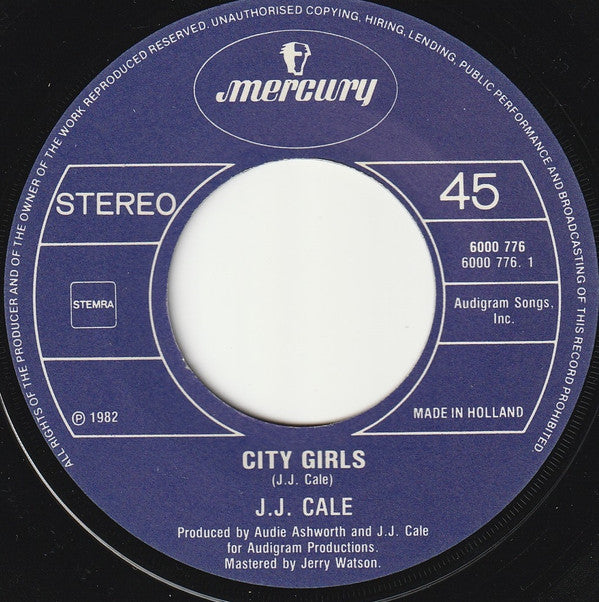 ALL RIGHTS OF THE PRODUCER AND OF THE OWNER OF THE WORK REPRODUCED RESERVED. UNAUTHORISED COPYING, HIRING, LENDING, PUBLIC PERFORMANCE AND BROADCASTING OF THIS RECORD PROHIBITED.
mercury
STEREO
45
6000 776
6000 776. 1
STEMRA
Audigram Songs,
Inc.
℗ 1982
MADE IN HOLLAND
CITY GIRLS
(J.J. Cale)
J.J. CALE
Produced by Audie Ashworth and J.J. Cale
for Audigram Productions.
Mastered by Jerry Watson.